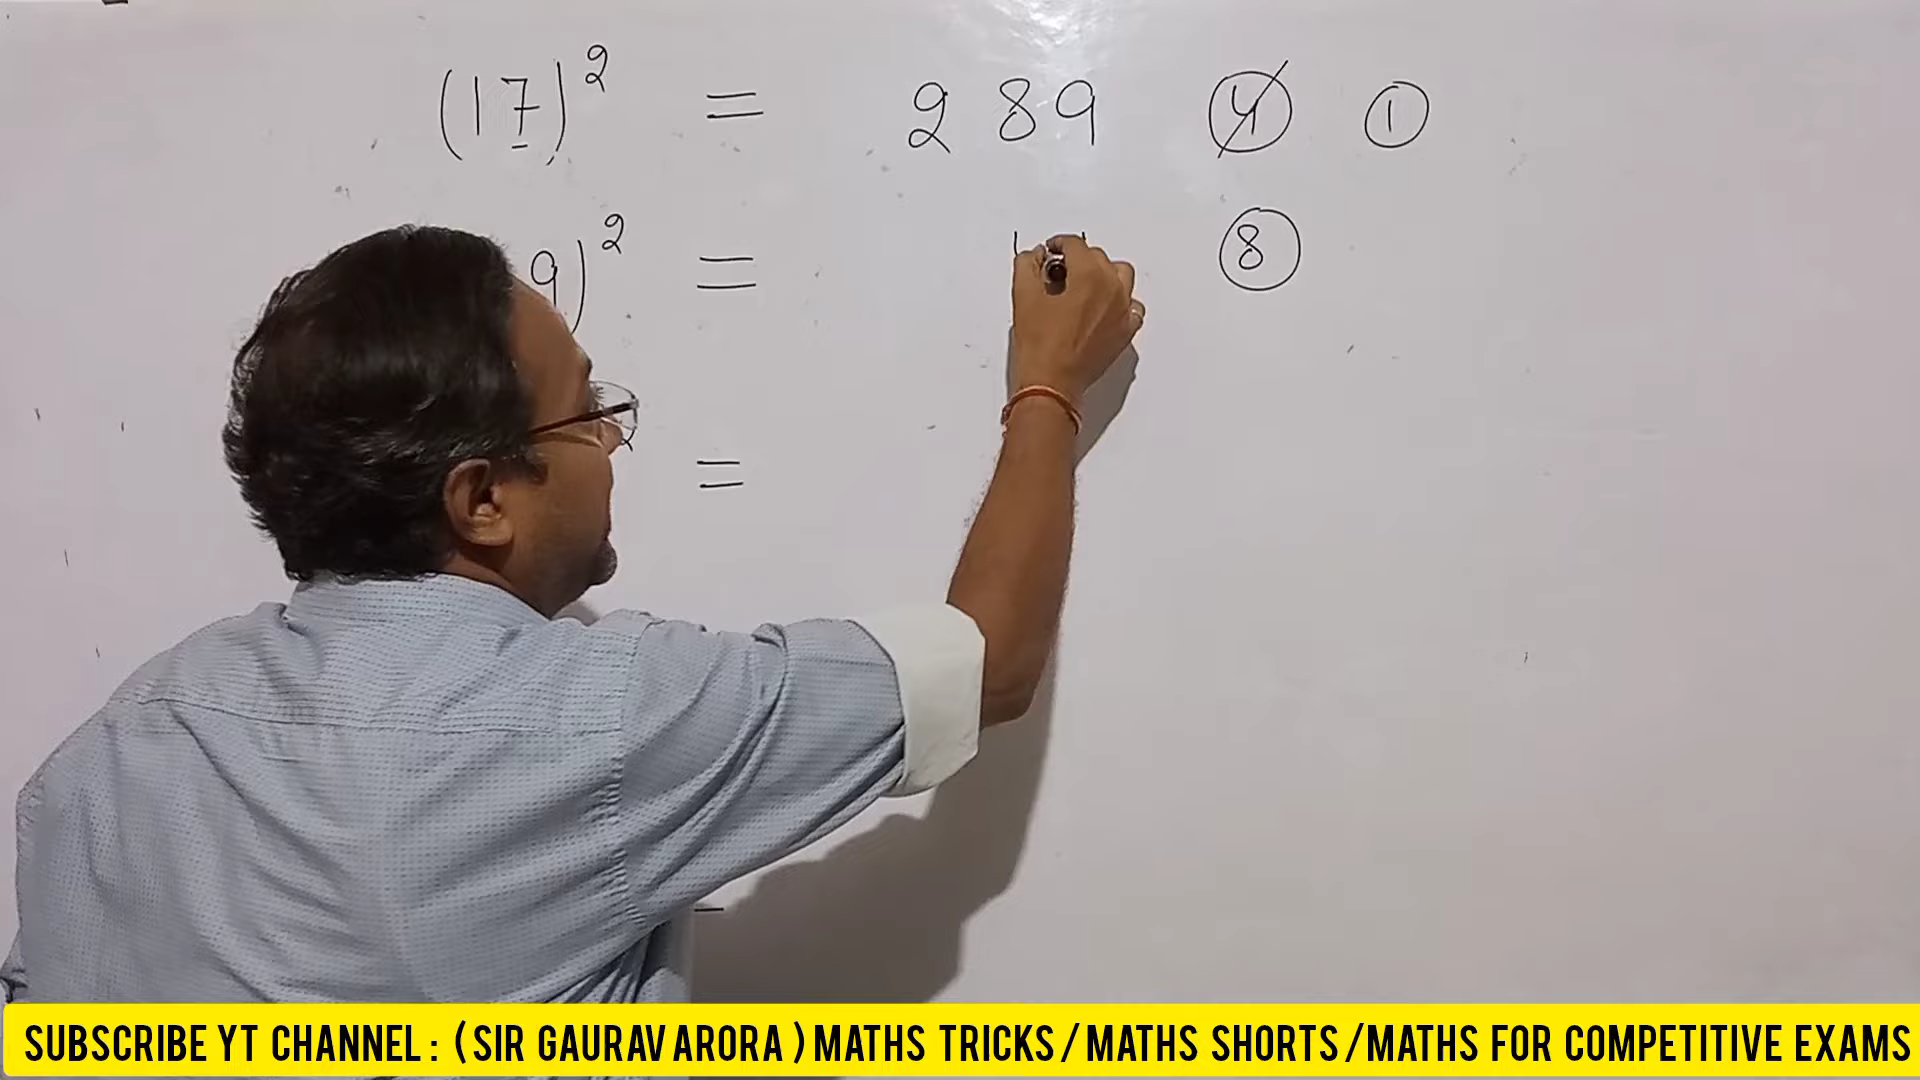 (17)² = 289 4 1
9)² = 8
2 =
SUBSCRIBE YT CHANNEL : ( SIR GAURAV ARORA ) MATHS TRICKS / MATHS SHORTS /MATHS FOR COMPETITIVE EXAMS